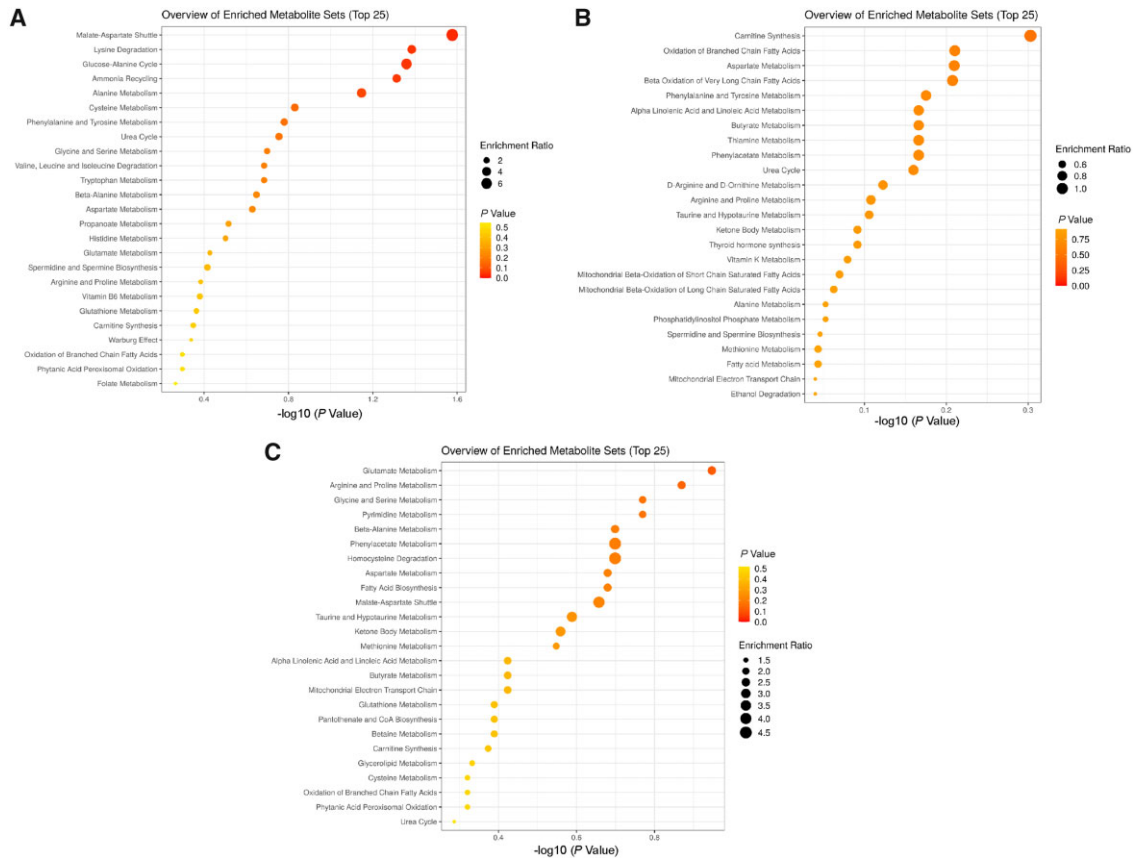 A
Overview of Enriched Metabolite Sets (Top 25)
Malate-Aspartate Shuttle
Lysine Degradation
Glucose-Alanine Cycle
Ammonia Recycling
Alanine Metabolism
Cysteine Metabolism
Phenylalanine and Tyrosine Metabolism
Urea Cycle
Glycine and Serine Metabolism
Valine, Leucine and Isoleucine Degradation
Tryptophan Metabolism
Beta-Alanine Metabolism
Aspartate Metabolism
Propanoate Metabolism
Histidine Metabolism
Glutamate Metabolism
Spermidine and Spermine Biosynthesis
Arginine and Proline Metabolism
Vitamin B6 Metabolism
Glutathione Metabolism
Carnitine Synthesis
Warburg Effect
Oxidation of Branched Chain Fatty Acids
Phytanic Acid Peroxisomal Oxidation
Folate Metabolism
0.4 0.8 1.2 1.6
-log10 (P Value)
Enrichment Ratio
2
4
6
P Value
0.5
0.4
0.3
0.2
0.1
0.0
B
Overview of Enriched Metabolite Sets (Top 25)
Carnitine Synthesis
Oxidation of Branched Chain Fatty Acids
Aspartate Metabolism
Beta Oxidation of Very Long Chain Fatty Acids
Phenylalanine and Tyrosine Metabolism
Alpha Linolenic Acid and Linoleic Acid Metabolism
Butyrate Metabolism
Thiamine Metabolism
Phenylacetate Metabolism
Urea Cycle
D-Arginine and D-Ornithine Metabolism
Arginine and Proline Metabolism
Taurine and Hypotaurine Metabolism
Ketone Body Metabolism
Thyroid hormone synthesis
Vitamin K Metabolism
Mitochondrial Beta-Oxidation of Short Chain Saturated Fatty Acids
Mitochondrial Beta-Oxidation of Long Chain Saturated Fatty Acids
Alanine Metabolism
Phosphatidylinositol Phosphate Metabolism
Spermidine and Spermine Biosynthesis
Methionine Metabolism
Fatty acid Metabolism
Mitochondrial Electron Transport Chain
Ethanol Degradation
0.1 0.2 0.3
-log10 (P Value)
Enrichment Ratio
0.6
0.8
1.0
P Value
0.75
0.50
0.25
0.00
C
Overview of Enriched Metabolite Sets (Top 25)
Glutamate Metabolism
Arginine and Proline Metabolism
Glycine and Serine Metabolism
Pyrimidine Metabolism
Beta-Alanine Metabolism
Phenylacetate Metabolism
Homocysteine Degradation
Aspartate Metabolism
Fatty Acid Biosynthesis
Malate-Aspartate Shuttle
Taurine and Hypotaurine Metabolism
Ketone Body Metabolism
Methionine Metabolism
Alpha Linolenic Acid and Linoleic Acid Metabolism
Butyrate Metabolism
Mitochondrial Electron Transport Chain
Glutathione Metabolism
Pantothenate and CoA Biosynthesis
Betaine Metabolism
Carnitine Synthesis
Glycerolipid Metabolism
Cysteine Metabolism
Oxidation of Branched Chain Fatty Acids
Phytanic Acid Peroxisomal Oxidation
Urea Cycle
0.4 0.6 0.8
-log10 (P Value)
P Value
0.5
0.4
0.3
0.2
0.1
0.0
Enrichment Ratio
1.5
2.0
2.5
3.0
3.5
4.0
4.5